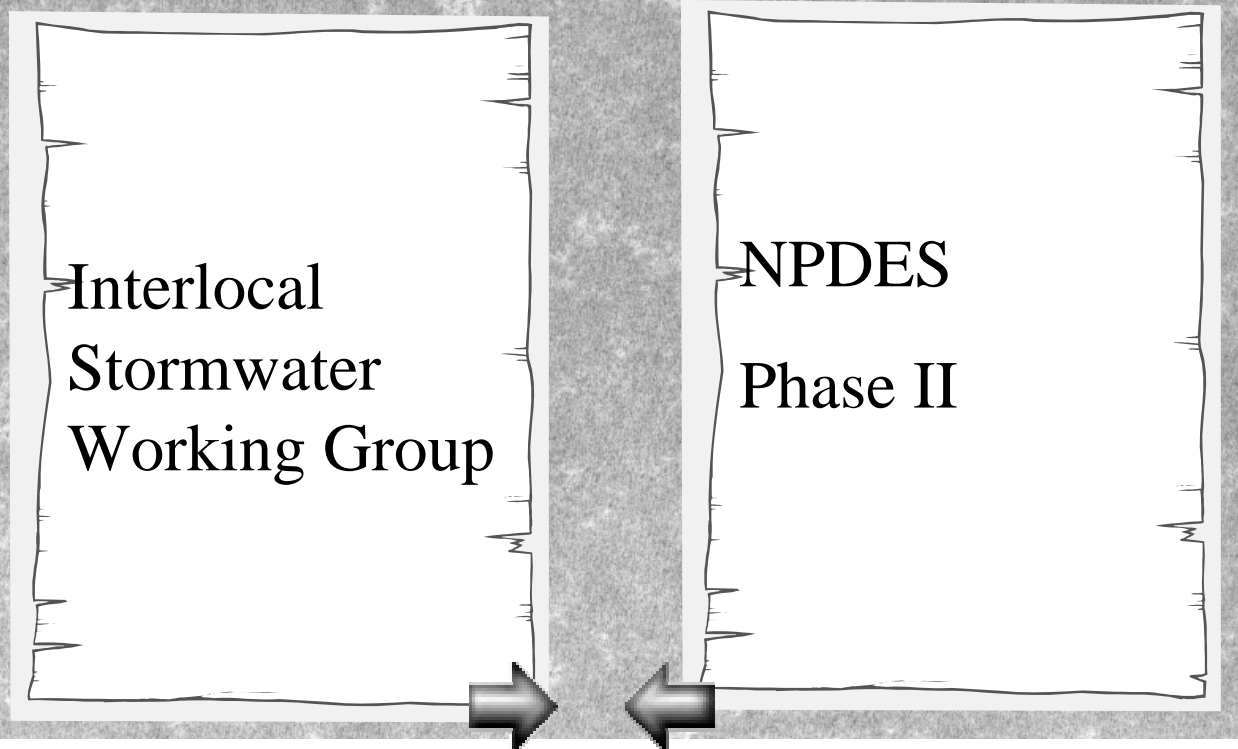 Interlocal
Stormwater
Working Group
NPDES
Phase II